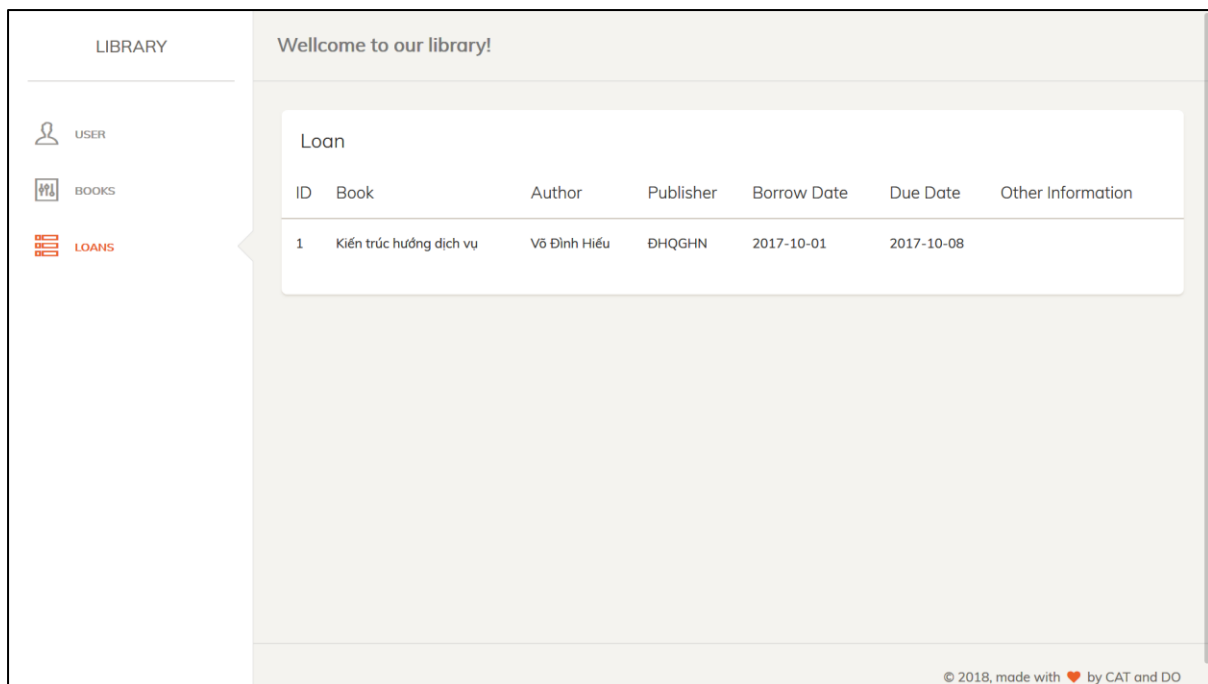 LIBRARY
Wellcome to our library!
USER
BOOKS
LOANS
Loan
ID Book Author Publisher Borrow Date Due Date Other Information
1 Kiến trúc hướng dịch vụ Võ Đình Hiếu ĐHQGHN 2017-10-01 2017-10-08
© 2018, made with ♥ by CAT and DO